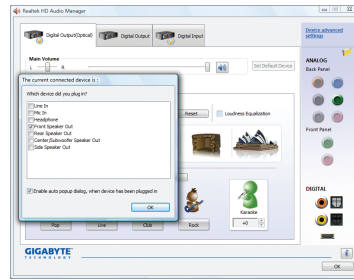 Realtek HD Audio Manager
Digital Output(Optical)
Digital Output
Digital Input
Device advanced settings
Main Volume
L
R
Set Default Device
ANALOG
Back Panel
The current connected device is :
Which device did you plug in?
Line In
Mic In
Headphone
Front Speaker Out
Rear Speaker Out
Center/Subwoofer Speaker Out
Side Speaker Out
Enable auto popup dialog, when device has been plugged in
OK
Reset
Loudness Equalization
Front Panel
Karaoke
+0
Pop
Live
Club
Rock
DIGITAL
GIGABYTE
TECHNOLOGY
i
OK